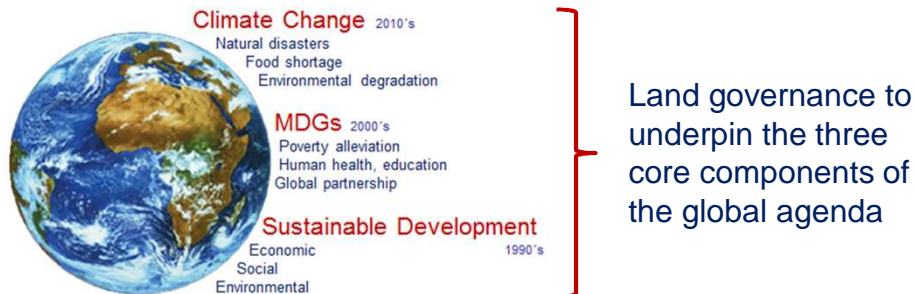 Climate Change 2010´s
Natural disasters
Food shortage
Environmental degradation
MDGs 2000´s
Poverty alleviation
Human health, education
Global partnership
Sustainable Development
Economic 1990´s
Social
Environmental
Land governance to
underpin the three
core components of
the global agenda